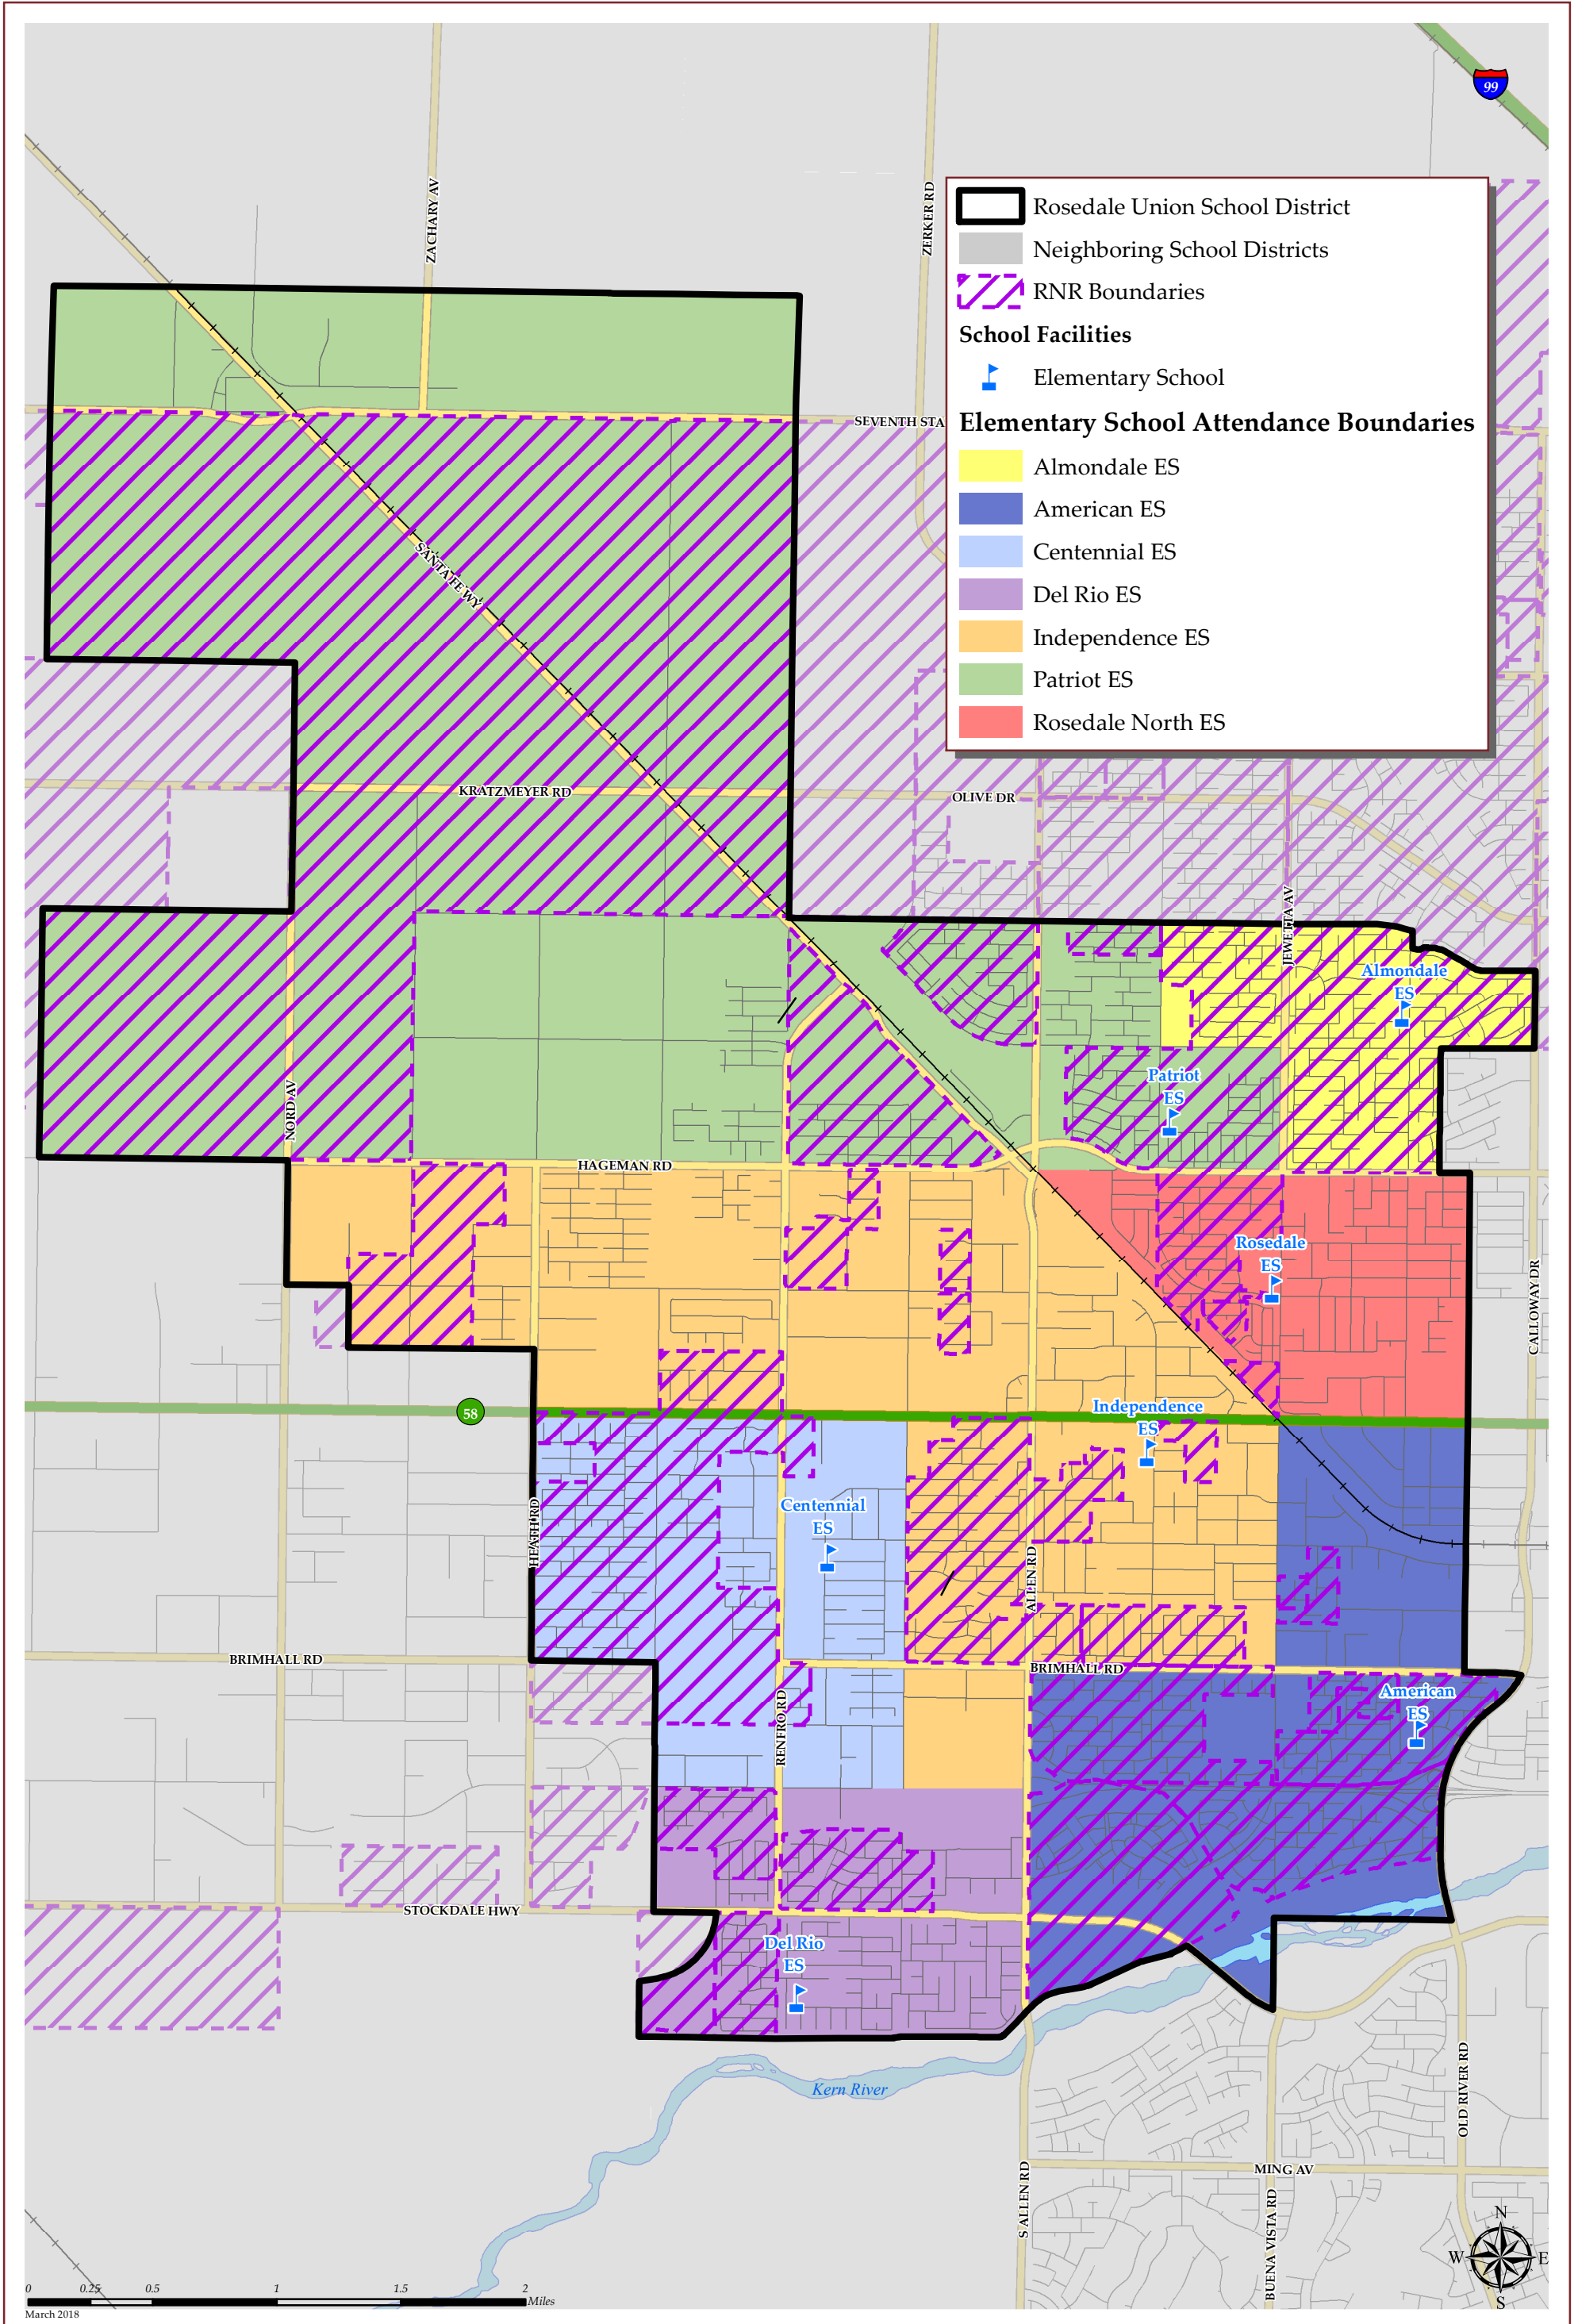 99
ZACHARY AV
ZERKER RD
Rosedale Union School District
Neighboring School Districts
RNR Boundaries
School Facilities
Elementary School
Elementary School Attendance Boundaries
Almondale ES
American ES
Centennial ES
Del Rio ES
Independence ES
Patriot ES
Rosedale North ES
SEVENTH STA
SANTA FE WY
KRATZMEYER RD
OLIVE DR
JEWETTA AV
Almondale
ES
Patriot
ES
NORD AV
HAGEMAN RD
Rosedale
ES
CALLOWAY DR
58
Independence
ES
Centennial
ES
HEATH RD
ALLEN RD
BRIMHALL RD
BRIMHALL RD
American
ES
RENFRO RD
STOCKDALE HWY
Del Rio
ES
Kern River
OLD RIVER RD
MING AV
S ALLEN RD
BUENA VISTA RD
N
W E
S
0 0.25 0.5 1 1.5 2
Miles
March 2018